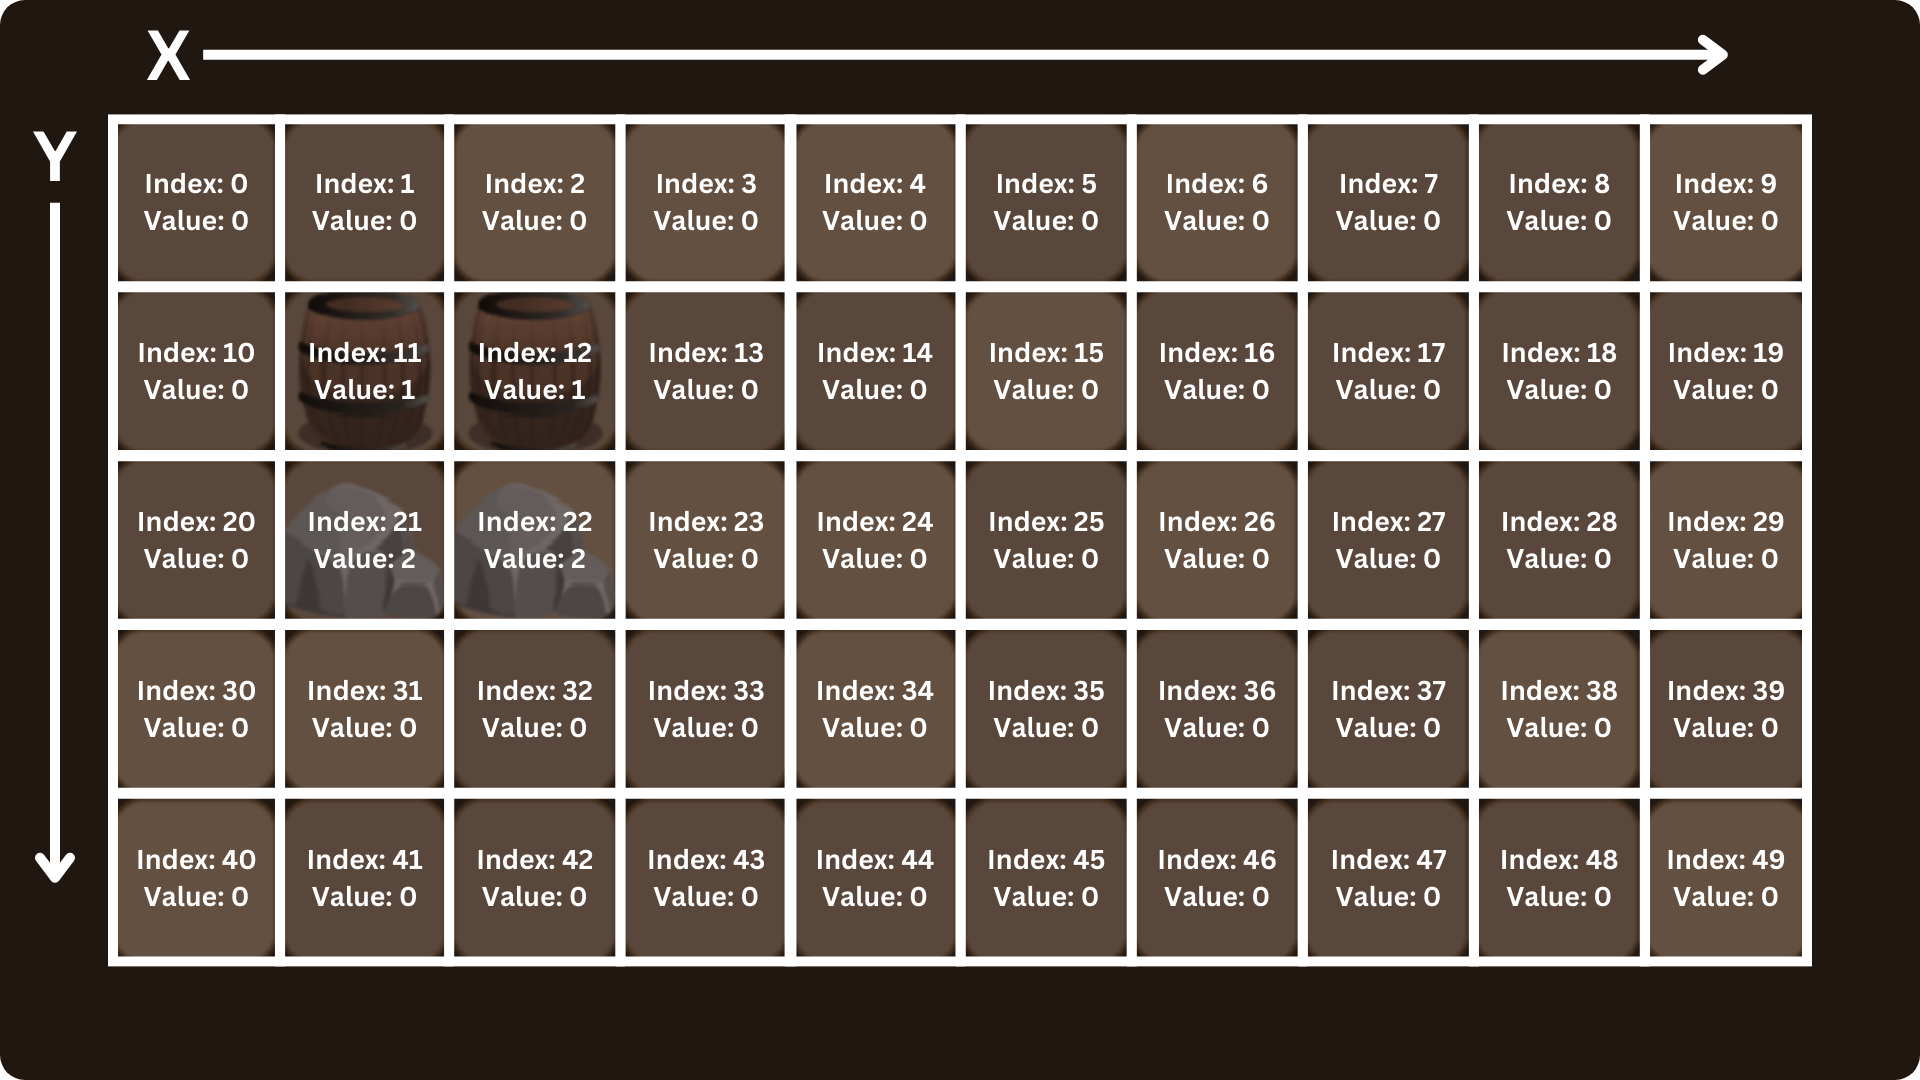 X
Y
Index: 0
Value: 0
Index: 1
Value: 0
Index: 2
Value: 0
Index: 3
Value: 0
Index: 4
Value: 0
Index: 5
Value: 0
Index: 6
Value: 0
Index: 7
Value: 0
Index: 8
Value: 0
Index: 9
Value: 0
Index: 10
Value: 0
Index: 11
Value: 1
Index: 12
Value: 1
Index: 13
Value: 0
Index: 14
Value: 0
Index: 15
Value: 0
Index: 16
Value: 0
Index: 17
Value: 0
Index: 18
Value: 0
Index: 19
Value: 0
Index: 20
Value: 0
Index: 21
Value: 2
Index: 22
Value: 2
Index: 23
Value: 0
Index: 24
Value: 0
Index: 25
Value: 0
Index: 26
Value: 0
Index: 27
Value: 0
Index: 28
Value: 0
Index: 29
Value: 0
Index: 30
Value: 0
Index: 31
Value: 0
Index: 32
Value: 0
Index: 33
Value: 0
Index: 34
Value: 0
Index: 35
Value: 0
Index: 36
Value: 0
Index: 37
Value: 0
Index: 38
Value: 0
Index: 39
Value: 0
Index: 40
Value: 0
Index: 41
Value: 0
Index: 42
Value: 0
Index: 43
Value: 0
Index: 44
Value: 0
Index: 45
Value: 0
Index: 46
Value: 0
Index: 47
Value: 0
Index: 48
Value: 0
Index: 49
Value: 0